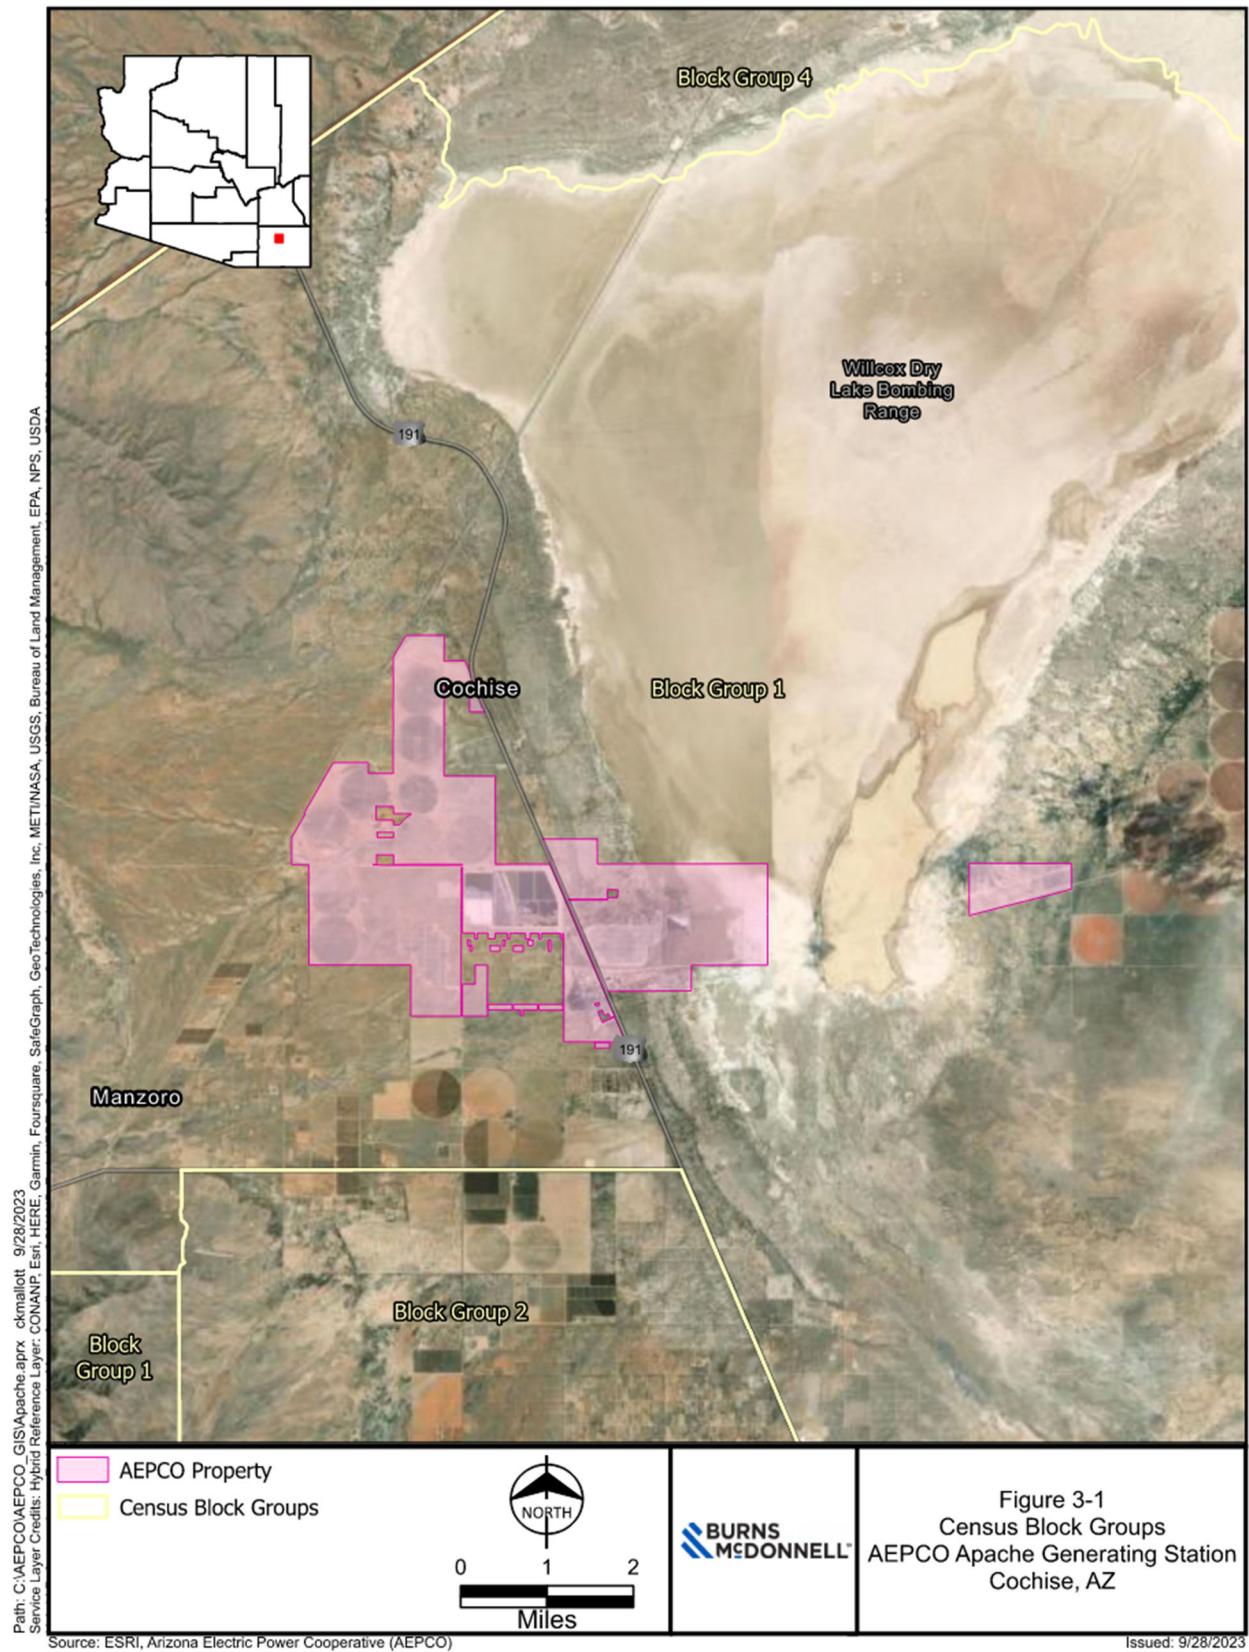 Block Group 4
Willcox Dry
Lake Bombing
Range
191
Cochise
Block Group 1
191
Manzoro
Block Group 2
Block
Group 1
Path: C:\AEPCO\AEPCO_GIS\Apache.aprx ckmallott 9/28/2023
Service Layer Credits: Hybrid Reference Layer: CONANP, Esri, HERE, Garmin, Foursquare, SafeGraph, GeoTechnologies, Inc, METI/NASA, USGS, Bureau of Land Management, EPA, NPS, USDA
AEPCO Property
Census Block Groups
NORTH
0 1 2
Miles
BURNS
McDONNELL
Figure 3-1
Census Block Groups
AEPCO Apache Generating Station
Cochise, AZ
Source: ESRI, Arizona Electric Power Cooperative (AEPCO)
Issued: 9/28/2023